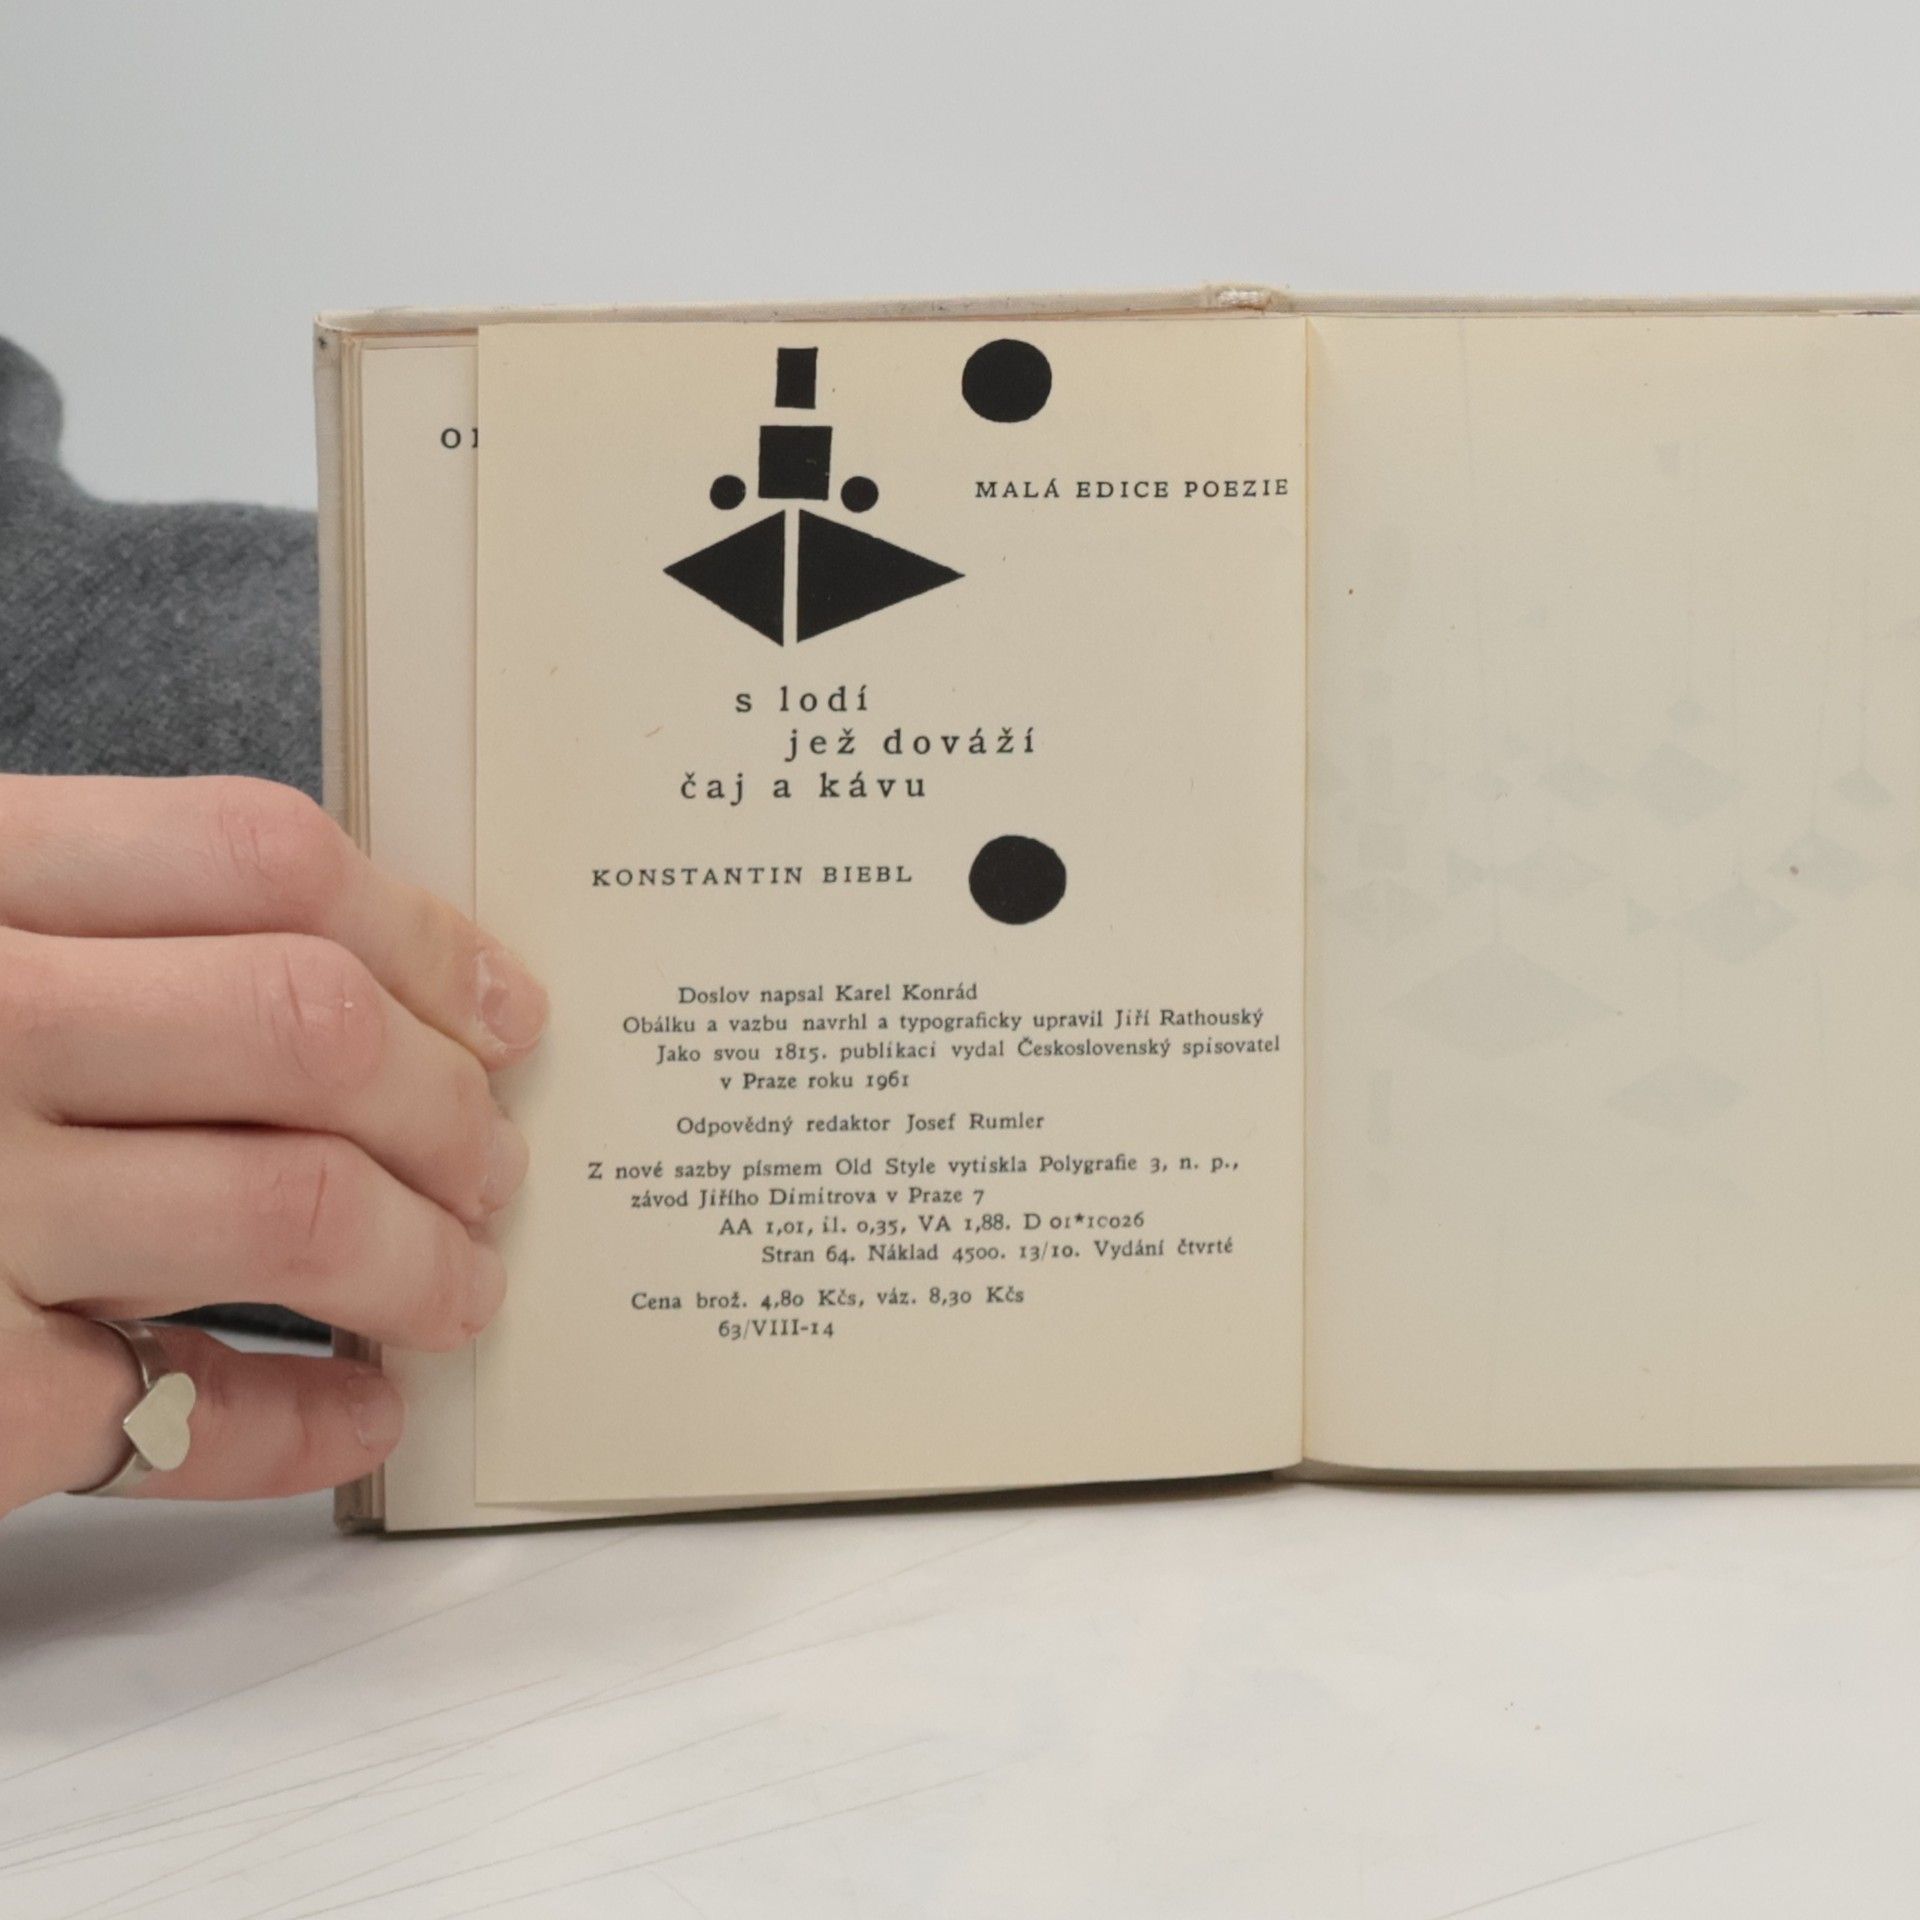 MALÁ EDICE POEZIE
s lodí
jež dováží
čaj a kávu
KONSTANTIN BIEBL
Doslov napsal Karel Konrád
Obálku a vazbu navrhl a typograficky upravil Jiří Rathouský
Jako svou 1815. publikaci vydal Československý spisovatel
v Praze roku 1961
Odpovědný redaktor Josef Rumler
Z nové sazby písmem Old Style vytiskla Polygrafie 3, n. p.,
závod Jiřího Dimitrova v Praze 7
AA 1,01, il. 0,35, VA 1,88. D 01*1C026
Stran 64. Náklad 4500. 13/10. Vydání čtvrté
Cena brož. 4,80 Kčs, váz. 8,30 Kčs
63/VIII-14